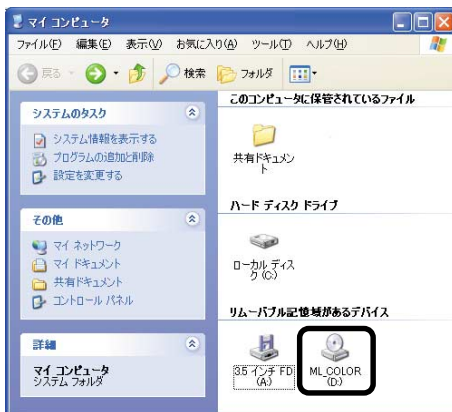 マイ コンピュータ
ファイル(F) 編集(E) 表示(V) お気に入り(A) ツール(T) ヘルプ(H)
戻る 検索 フォルダ
システムのタスク
システム情報を表示する
プログラムの追加と削除
設定を変更する
その他
マイ ネットワーク
マイ ドキュメント
共有ドキュメント
コントロール パネル
詳細
マイ コンピュータ
システム フォルダ
このコンピュータに保管されているファイル
共有ドキュメン
ト
ハード ディスク ドライブ
ローカル ディス
ク (C:)
リムーバブル記憶域があるデバイス
3.5 インチ FD
(A:)
ML_COLOR
(D:)